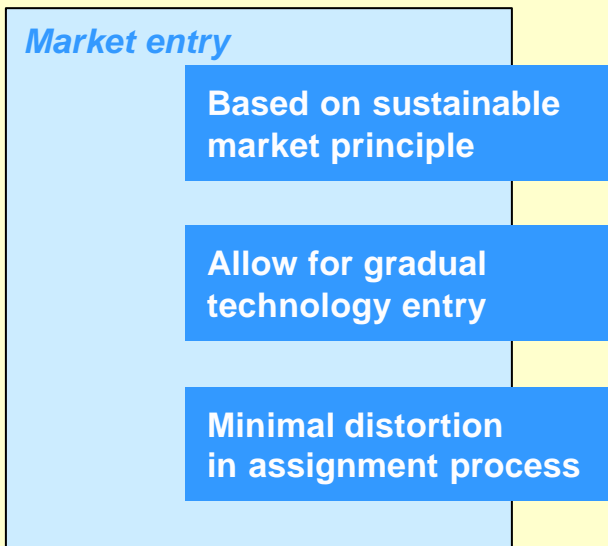 Market entry
Based on sustainable
market principle
Allow for gradual
technology entry
Minimal distortion
in assignment process